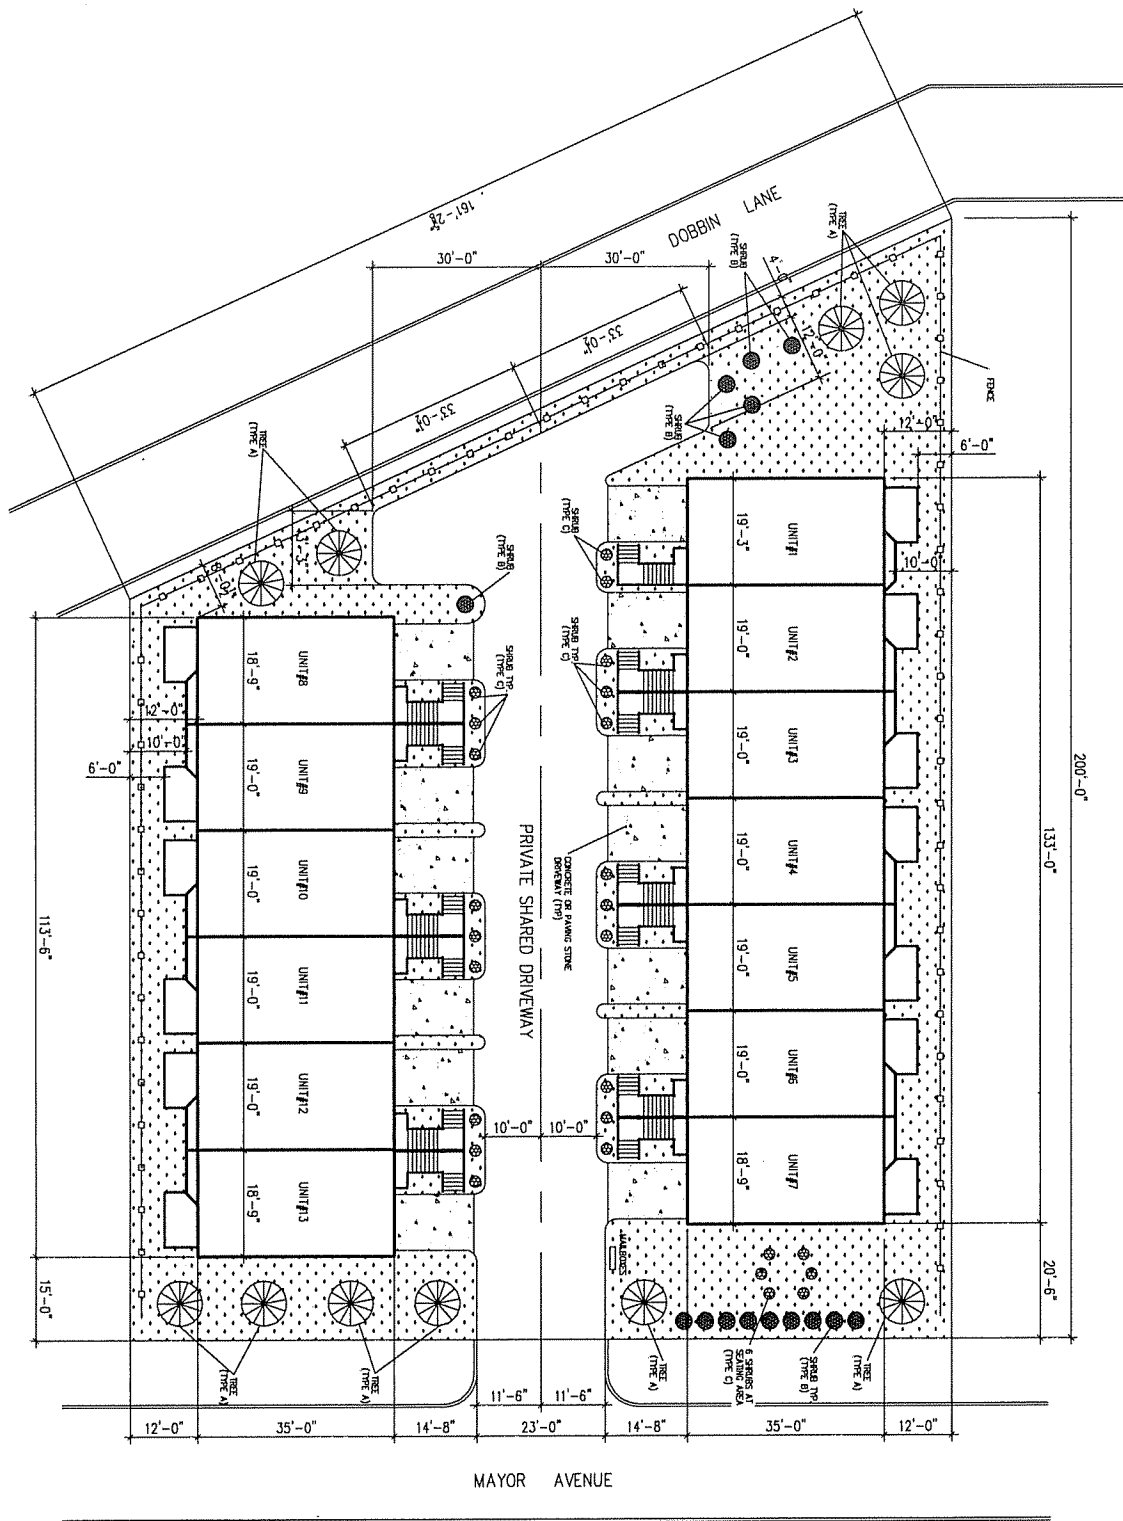 161'-2⅝"
DOBBIN LANE
30'-0"
30'-0"
33'-0½"
33'-0½"
4'-0"
12'-0"
TREE
(TYPE A)
SHRUB
(TYPE B)
SHRUB
(TYPE B)
FENCE
12'-0"
6'-0"
10'-0"
TREE
(TYPE A)
SHRUB
(TYPE B)
SHRUB
(TYPE C)
SHRUB TYP.
(TYPE C)
SHRUB TYP.
(TYPE C)
UNIT#1
19'-3"
UNIT#2
19'-0"
UNIT#3
19'-0"
UNIT#4
19'-0"
UNIT#5
19'-0"
UNIT#6
19'-0"
UNIT#7
18'-9"
200'-0"
133'-0"
20'-6"
UNIT#8
18'-9"
UNIT#9
19'-0"
UNIT#10
19'-0"
UNIT#11
19'-0"
UNIT#12
19'-0"
UNIT#13
18'-9"
12'-0"
10'-0"
6'-0"
113'-6"
15'-0"
PRIVATE SHARED DRIVEWAY
CONCRETE OR PAVING STONE
DRIVEWAY (TYP)
10'-0"
10'-0"
MAILBOXES
TREE
(TYPE A)
TREE
(TYPE A)
TREE
(TYPE A)
6 SHRUBS AT
SEATING AREA
(TYPE C)
SHRUB TYP.
(TYPE B)
TREE
(TYPE A)
11'-6"
11'-6"
12'-0"
35'-0"
14'-8"
23'-0"
14'-8"
35'-0"
12'-0"
MAYOR AVENUE